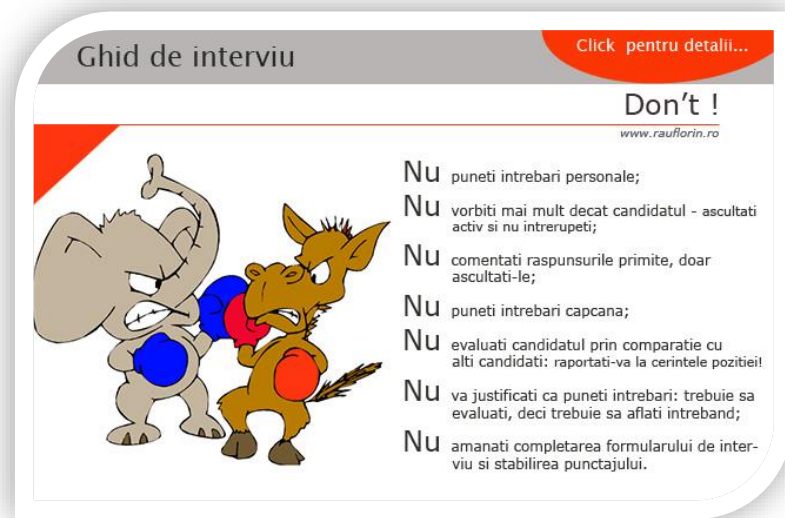 Ghid de interviu
Click pentru detalii...
Don't !
www.rauflorin.ro
Nu puneti intrebari personale;
Nu vorbiti mai mult decat candidatul - ascultati
activ si nu intrerupeti;
Nu comentati raspunsurile primite, doar
ascultati-le;
Nu puneti intrebari capcana;
Nu evaluati candidatul prin comparatie cu
alti candidati: raportati-va la cerintele pozitiei!
Nu va justificati ca puneti intrebari: trebuie sa
evaluati, deci trebuie sa aflati intreband;
Nu amanati completarea formularului de inter-
viu si stabilirea punctajului.